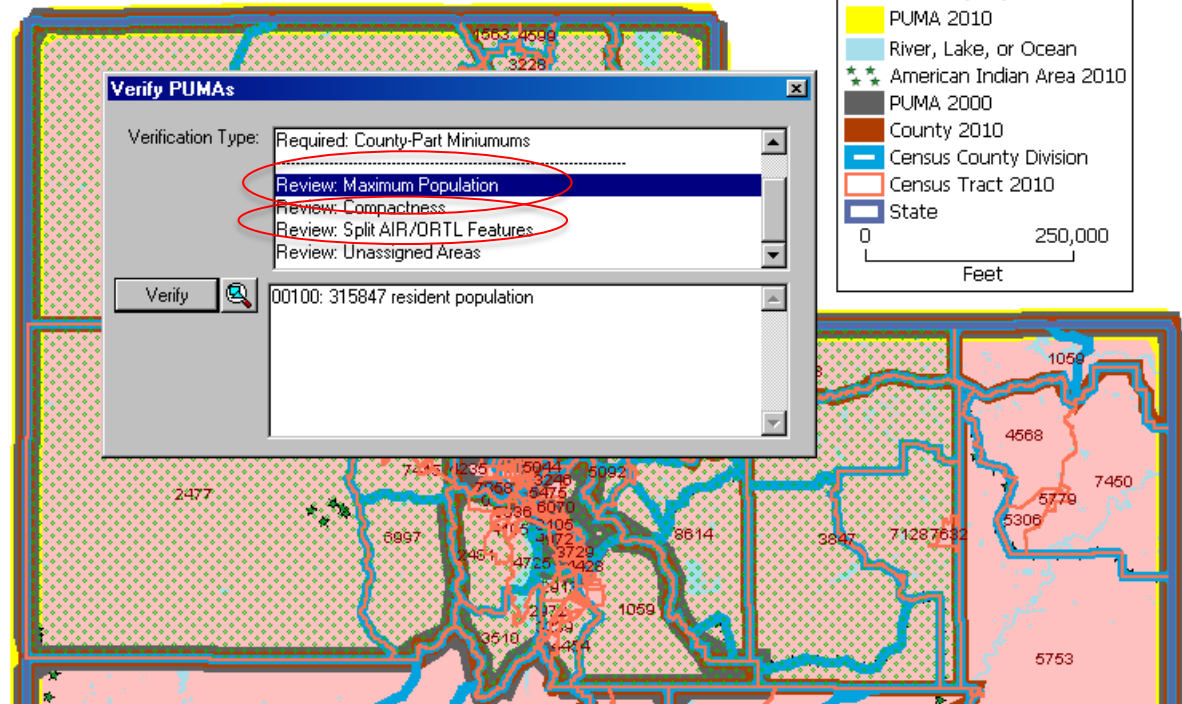 1563 4599
3228
PUMA 2010
River, Lake, or Ocean
American Indian Area 2010
PUMA 2000
County 2010
Census County Division
Census Tract 2010
State
0 250,000
Feet
Verify PUMAs
Verification Type:
Required: County-Part Miniumums
Review: Maximum Population
Review: Compactness
Review: Split AIR/ORTL Features
Review: Unassigned Areas
Verify
00100: 315847 resident population
1059
4568
7450
5779
5306
2477
5044
5092
3246
5475
6070
6997
8614
3847
71287632
3729
4725
1059
3510
5753